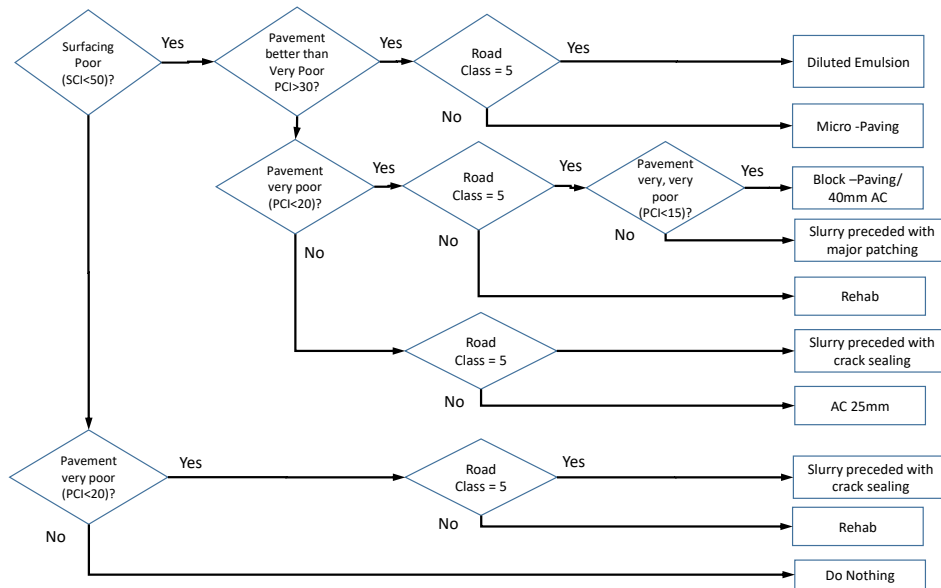 Surfacing
Poor
(SCI<50)?
Yes
Pavement
better than
Very Poor
PCI>30?
Yes
Road
Class = 5
Yes
Diluted Emulsion
No
Micro -Paving
Pavement
very poor
(PCI<20)?
Yes
Road
Class = 5
Yes
Pavement
very, very
poor
(PCI<15)?
Yes
Block –Paving/
40mm AC
No
Slurry preceded with
major patching
No
Rehab
No
Road
Class = 5
Slurry preceded with
crack sealing
No
AC 25mm
Pavement
very poor
(PCI<20)?
Yes
Road
Class = 5
Yes
Slurry preceded with
crack sealing
No
Rehab
No
Do Nothing